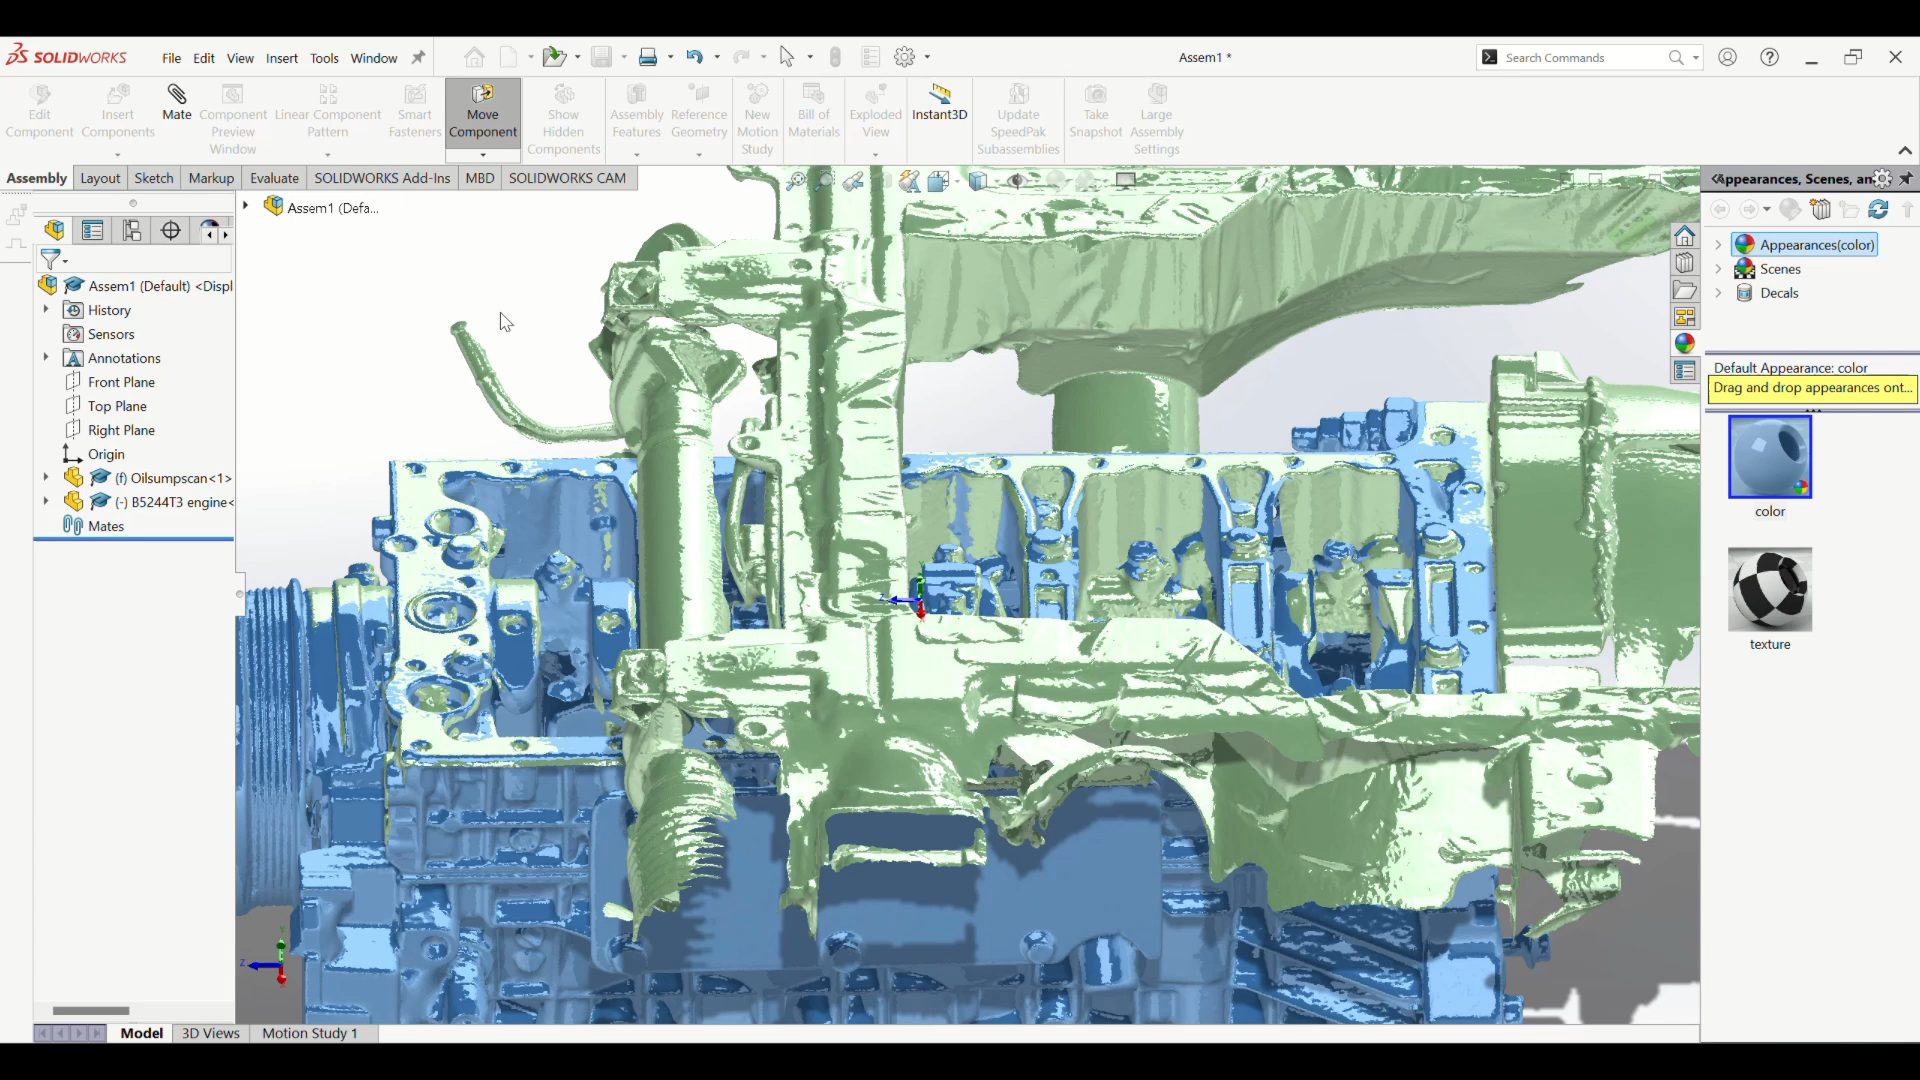 SOLIDWORKS
File Edit View Insert Tools Window
Assem1 *
Search Commands
Edit Component
Insert Components
Mate
Component Preview Window
Linear Component Pattern
Smart Fasteners
Move Component
Show Hidden Components
Assembly Features
Reference Geometry
New Motion Study
Bill of Materials
Exploded View
Instant3D
Update SpeedPak Subassemblies
Take Snapshot
Large Assembly Settings
Assembly Layout Sketch Markup Evaluate SOLIDWORKS Add-Ins MBD SOLIDWORKS CAM
Assem1 (Defa...
Assem1 (Default) <Displ
History
Sensors
Annotations
Front Plane
Top Plane
Right Plane
Origin
(f) Oilsumpscan<1>
(-) B5244T3 engine<
Mates
Appearances, Scenes, an
Appearances(color)
Scenes
Decals
Default Appearance: color
Drag and drop appearances ont...
color
texture
Z
Y
Z
Model 3D Views Motion Study 1